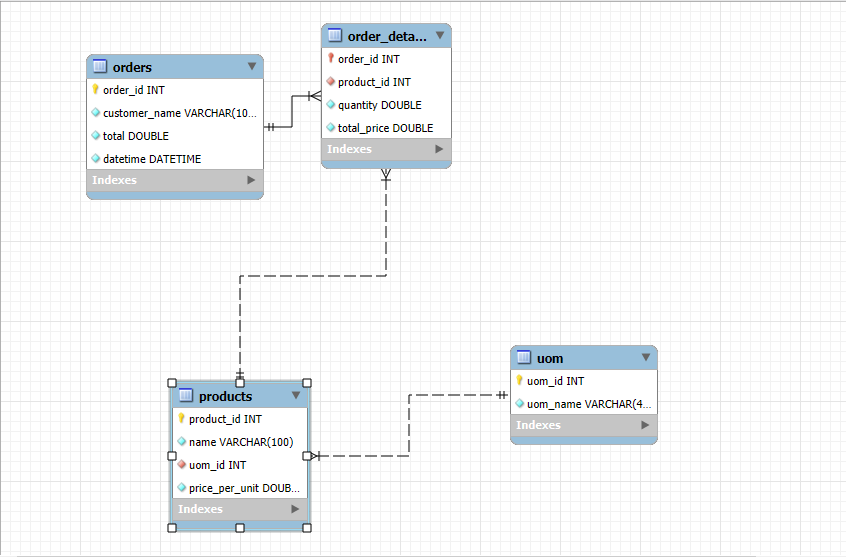 orders
order_id INT
customer_name VARCHAR(10...
total DOUBLE
datetime DATETIME
Indexes
order_deta...
order_id INT
product_id INT
quantity DOUBLE
total_price DOUBLE
Indexes
products
product_id INT
name VARCHAR(100)
uom_id INT
price_per_unit DOUB...
Indexes
uom
uom_id INT
uom_name VARCHAR(4...
Indexes